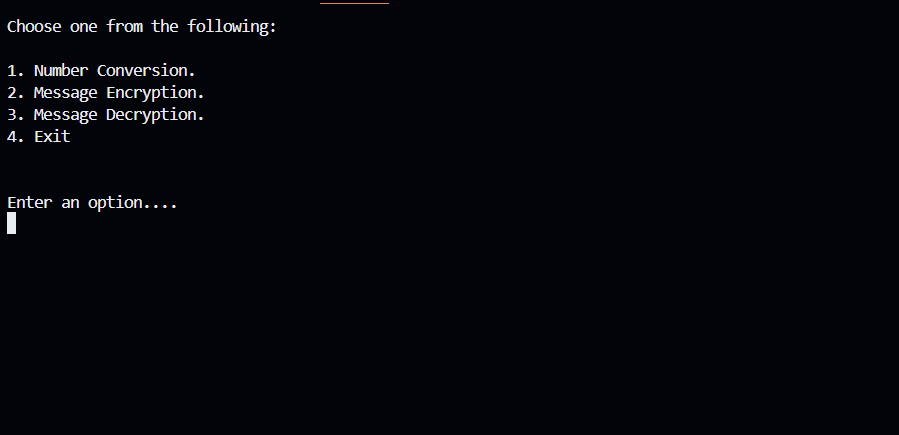 Choose one from the following:
1. Number Conversion.
2. Message Encryption.
3. Message Decryption.
4. Exit
Enter an option....